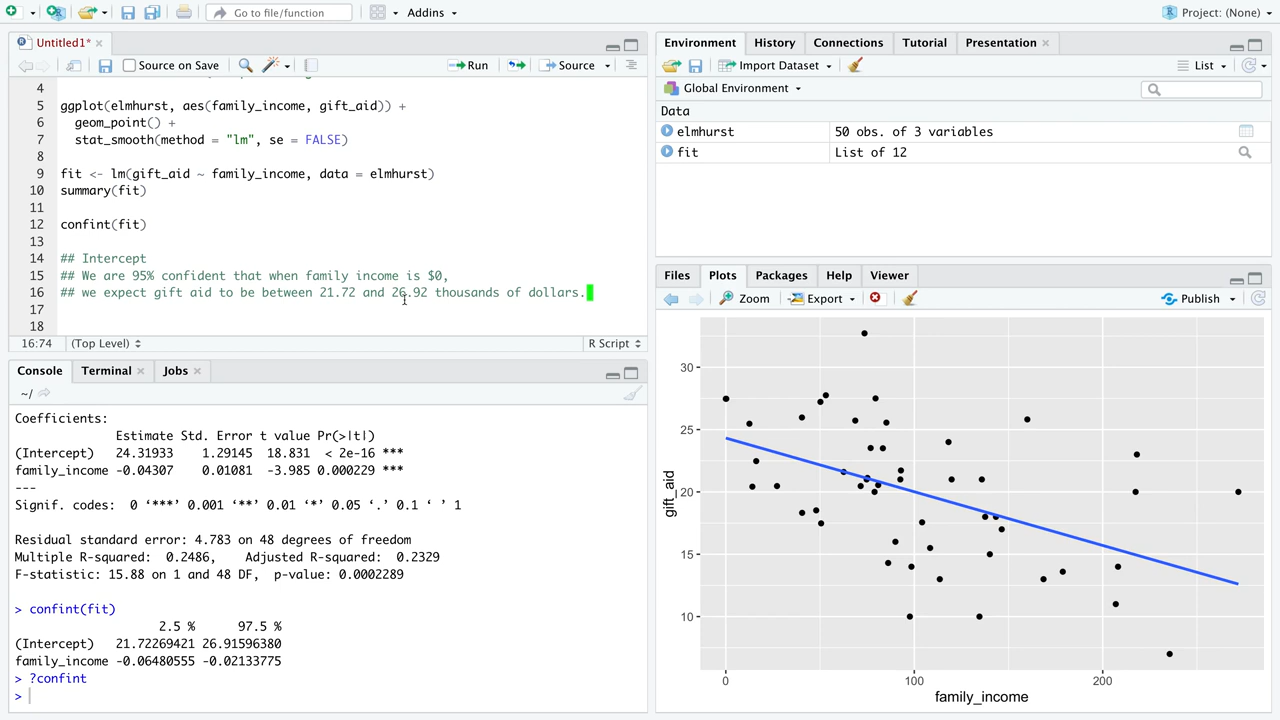 Go to file/function
Addins
Project: (None)
Untitled1*
Source on Save
Run
Source
4
5 ggplot(elmhurst, aes(family_income, gift_aid)) +
6 geom_point() +
7 stat_smooth(method = "lm", se = FALSE)
8
9 fit <- lm(gift_aid ~ family_income, data = elmhurst)
10 summary(fit)
11
12 confint(fit)
13
14 ## Intercept
15 ## We are 95% confident that when family income is $0,
16 ## we expect gift aid to be between 21.72 and 26.92 thousands of dollars.
17
18
16:74 (Top Level) R Script
Console Terminal Jobs
~/
Coefficients:
Estimate Std. Error t value Pr(>|t|)
(Intercept) 24.31933 1.29145 18.831 < 2e-16 ***
family_income -0.04307 0.01081 -3.985 0.000229 ***
---
Signif. codes: 0 ‘***’ 0.001 ‘**’ 0.01 ‘*’ 0.05 ‘.’ 0.1 ‘ ’ 1
Residual standard error: 4.783 on 48 degrees of freedom
Multiple R-squared: 0.2486, Adjusted R-squared: 0.2329
F-statistic: 15.88 on 1 and 48 DF, p-value: 0.0002289
> confint(fit)
2.5 % 97.5 %
(Intercept) 21.72269421 26.91596380
family_income -0.06480555 -0.02133775
> ?confint
>
Environment History Connections Tutorial Presentation
Import Dataset
List
Global Environment
Data
elmhurst 50 obs. of 3 variables
fit List of 12
Files Plots Packages Help Viewer
Zoom Export Publish
30
25
20
15
10
gift_aid
0 100 200
family_income